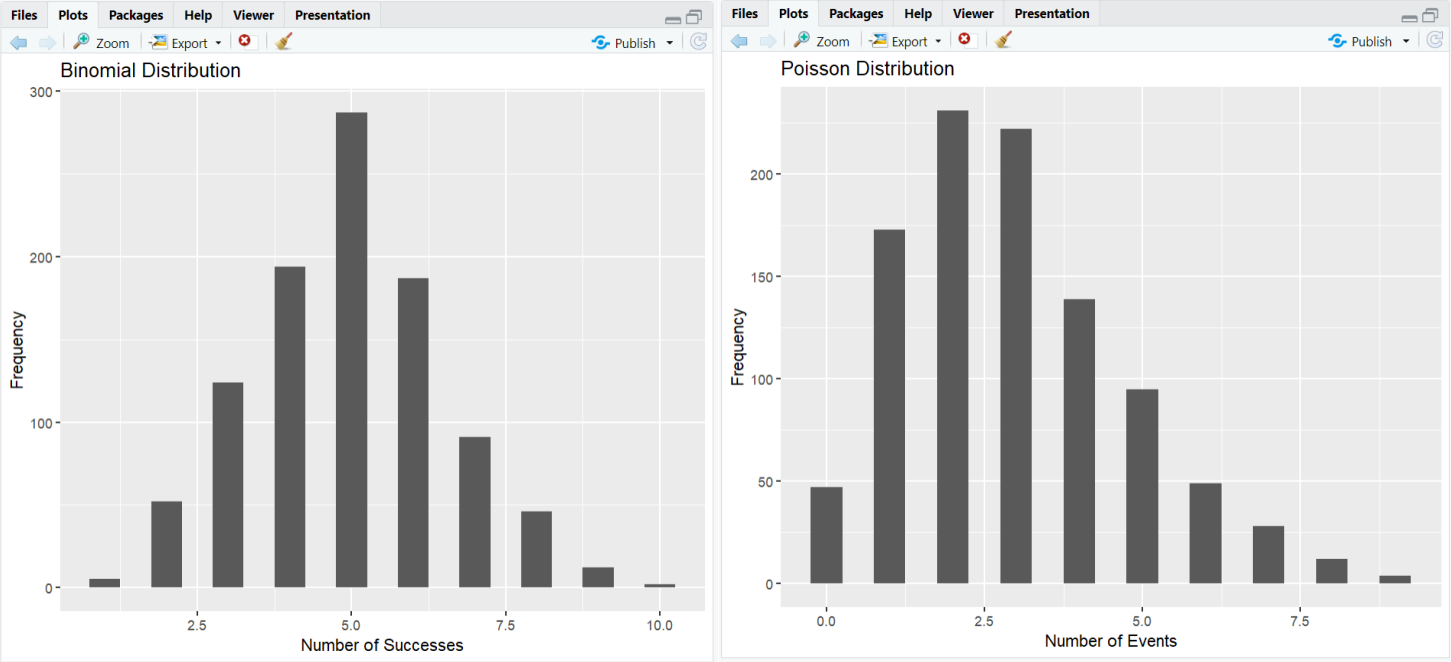 Files Plots Packages Help Viewer Presentation
Zoom Export Publish
Binomial Distribution
300
200
100
0
Frequency
2.5 5.0 7.5 10.0
Number of Successes
Files Plots Packages Help Viewer Presentation
Zoom Export Publish
Poisson Distribution
200
150
100
50
0
Frequency
0.0 2.5 5.0 7.5
Number of Events